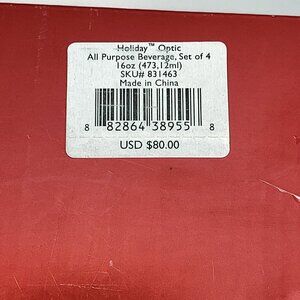 Holiday™ Optic
All Purpose Beverage, Set of 4
16oz (473,12ml)
SKU# 831463
Made in China
8 82864 38955 8
USD $80.00